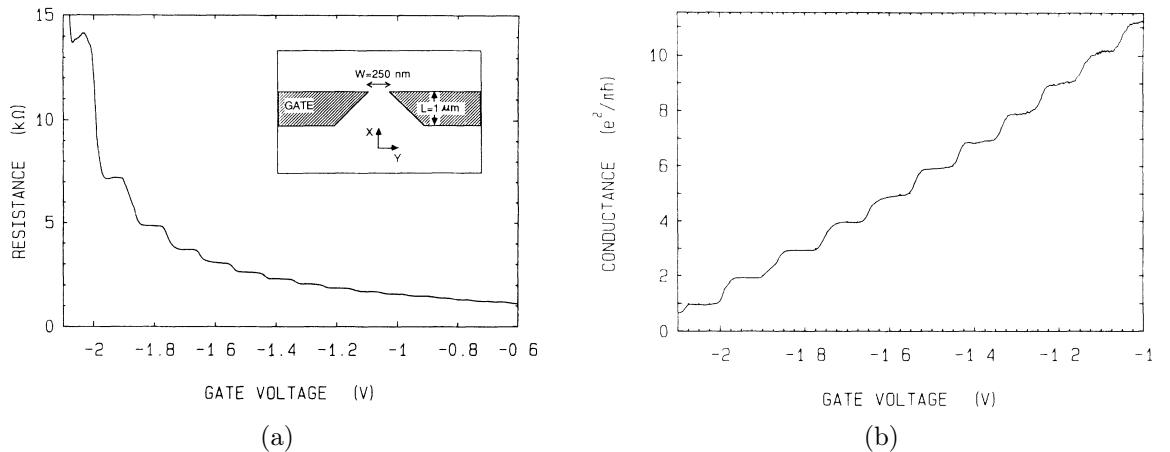 15
10
5
0
RESISTANCE (kΩ)
-2 -1.8 -1 6 -1.4 -1.2 -1 -0.8 -0 6
GATE VOLTAGE (V)
W=250 nm
GATE
L=1 μm
X
Y
(a)
10
8
6
4
2
0
CONDUCTANCE (e²/πħ)
-2 -1 8 -1 6 -1 4 -1 2 -1
GATE VOLTAGE (V)
(b)